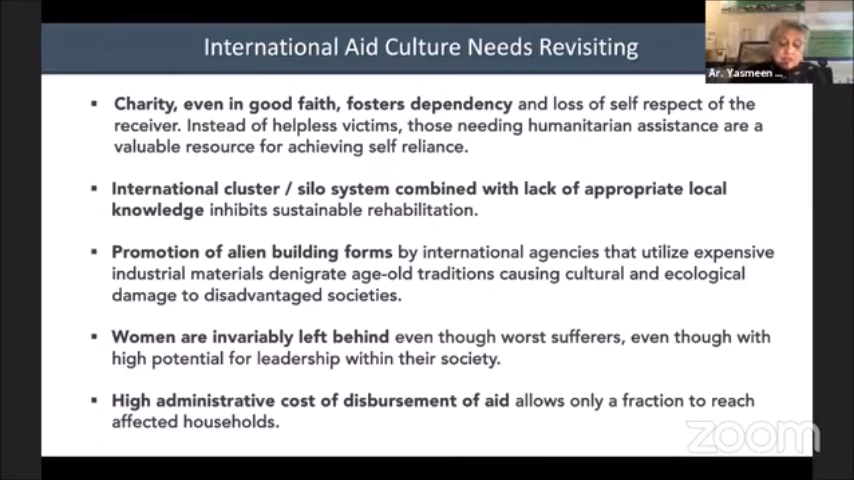 International Aid Culture Needs Revisiting
Ar. Yasmeen ...
▪ Charity, even in good faith, fosters dependency and loss of self respect of the
receiver. Instead of helpless victims, those needing humanitarian assistance are a
valuable resource for achieving self reliance.
▪ International cluster / silo system combined with lack of appropriate local
knowledge inhibits sustainable rehabilitation.
▪ Promotion of alien building forms by international agencies that utilize expensive
industrial materials denigrate age-old traditions causing cultural and ecological
damage to disadvantaged societies.
▪ Women are invariably left behind even though worst sufferers, even though with
high potential for leadership within their society.
▪ High administrative cost of disbursement of aid allows only a fraction to reach
affected households.
zoom